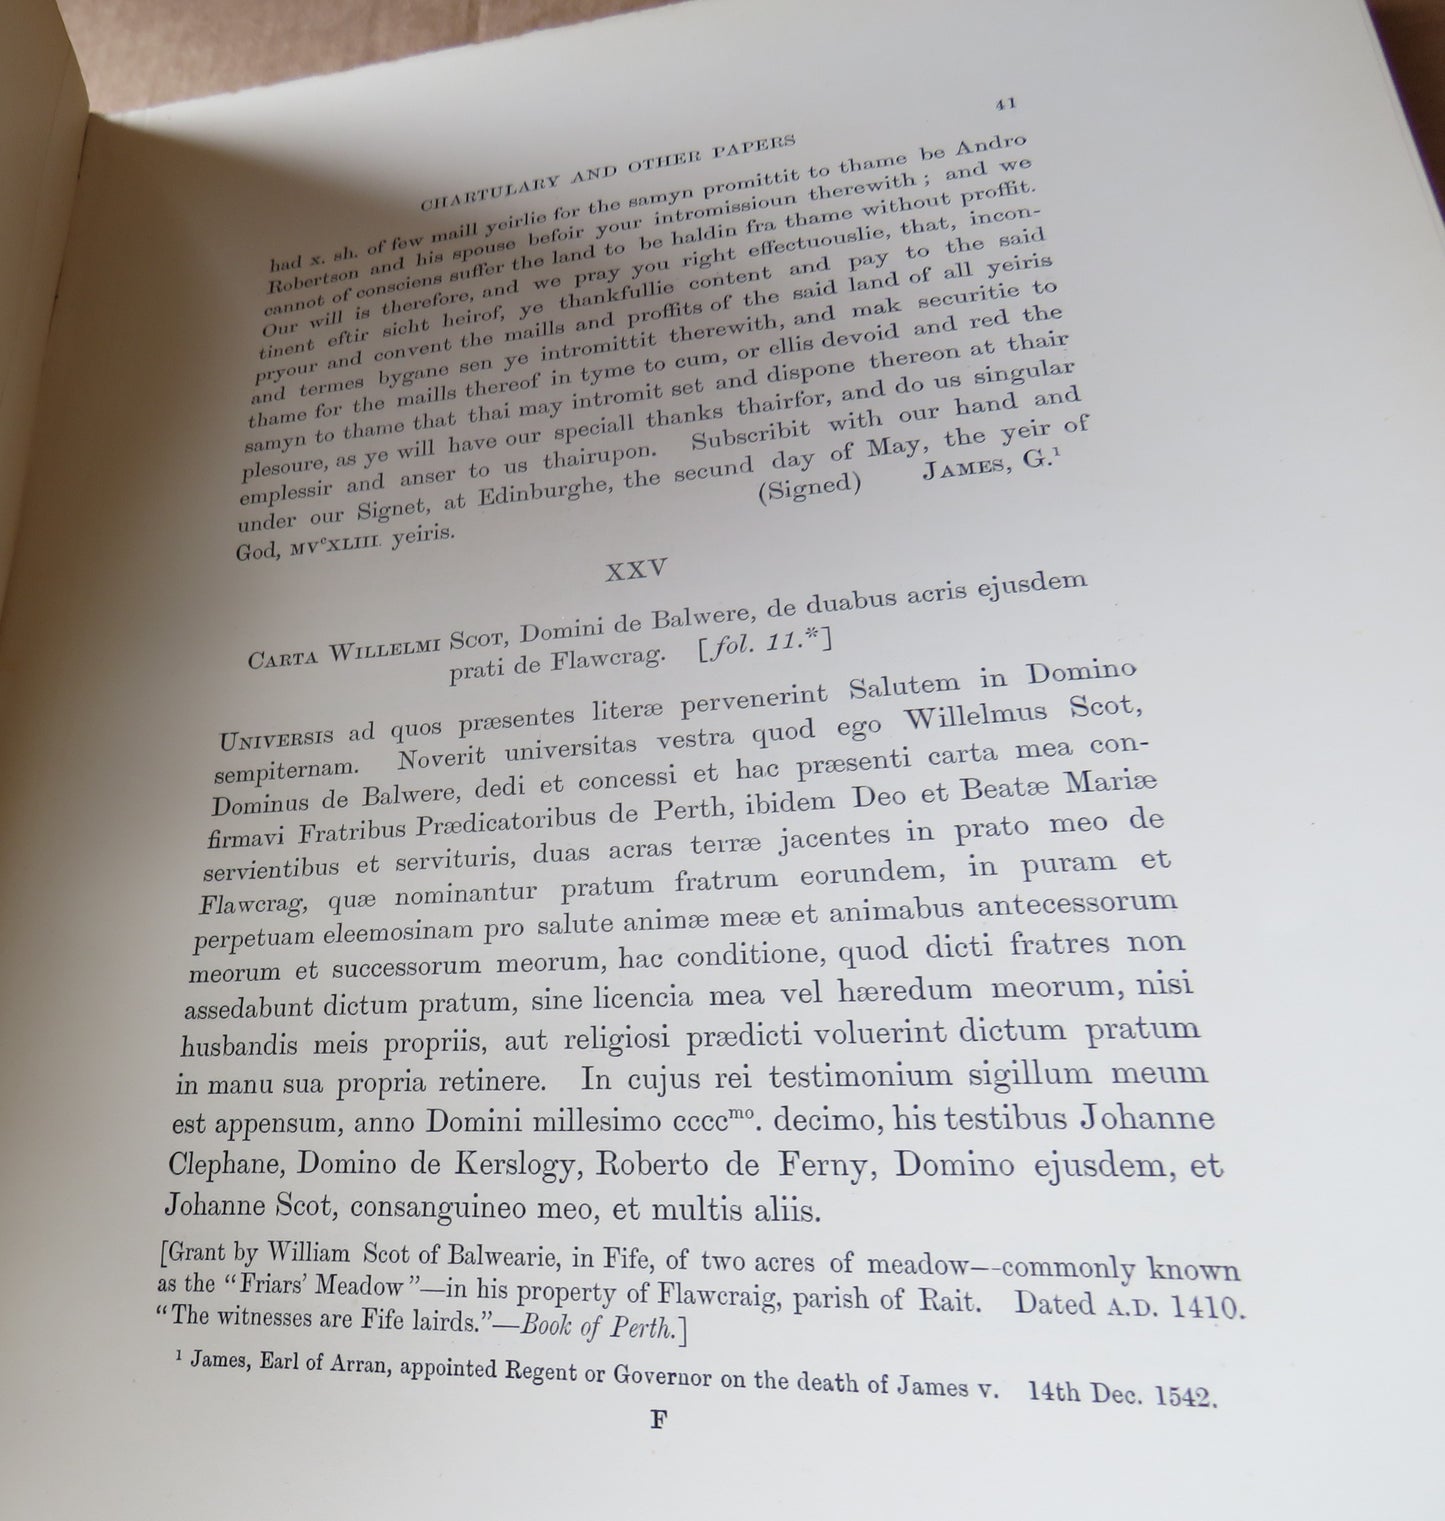 41
CHARTULARY AND OTHER PAPERS
had x. sh. of few maill yeirlie for the samyn promittit to thame be Andro
Robertson and his spouse befoir your intromissioun therewith; and we
cannot of consciens suffer the land to be haldin fra thame without proffit.
Our will is therefore, and we pray you right effectuouslie, that, incon-
tinent eftir sicht heirof, ye thankfullie content and pay to the said
pryour and convent the maills and proffits of the said land of all yeiris
and termes bygane sen ye intromittit therewith, and mak securitie to
thame for the maills thereof in tyme to cum, or ellis devoid and red the
samyn to thame that thai may intromit set and dispone thereon at thair
plesoure, as ye will have our speciall thanks thairfor, and do us singular
emplessir and anser to us thairupon. Subscribit with our hand and
under our Signet, at Edinburghe, the secund day of May, the yeir of
God, MVᶜXLIII. yeiris. (Signed) JAMES, G.¹
XXV
CARTA WILLELMI SCOT, Domini de Balwere, de duabus acris ejusdem
prati de Flawcrag. [fol. 11.*]
UNIVERSIS ad quos præsentes literæ pervenerint Salutem in Domino
sempiternam. Noverit universitas vestra quod ego Willelmus Scot,
Dominus de Balwere, dedi et concessi et hac præsenti carta mea con-
firmavi Fratribus Prædicatoribus de Perth, ibidem Deo et Beatæ Mariæ
servientibus et servituris, duas acras terræ jacentes in prato meo de
Flawcrag, quæ nominantur pratum fratrum eorundem, in puram et
perpetuam eleemosinam pro salute animæ meæ et animabus antecessorum
meorum et successorum meorum, hac conditione, quod dicti fratres non
assedabunt dictum pratum, sine licencia mea vel hæredum meorum, nisi
husbandis meis propriis, aut religiosi prædicti voluerint dictum pratum
in manu sua propria retinere. In cujus rei testimonium sigillum meum
est appensum, anno Domini millesimo ccccᵐᵒ. decimo, his testibus Johanne
Clephane, Domino de Kerslogy, Roberto de Ferny, Domino ejusdem, et
Johanne Scot, consanguineo meo, et multis aliis.
[Grant by William Scot of Balwearie, in Fife, of two acres of meadow—commonly known
as the “Friars’ Meadow”—in his property of Flawcraig, parish of Rait. Dated A.D. 1410.
“The witnesses are Fife lairds.”—Book of Perth.]
¹ James, Earl of Arran, appointed Regent or Governor on the death of James V. 14th Dec. 1542.
F